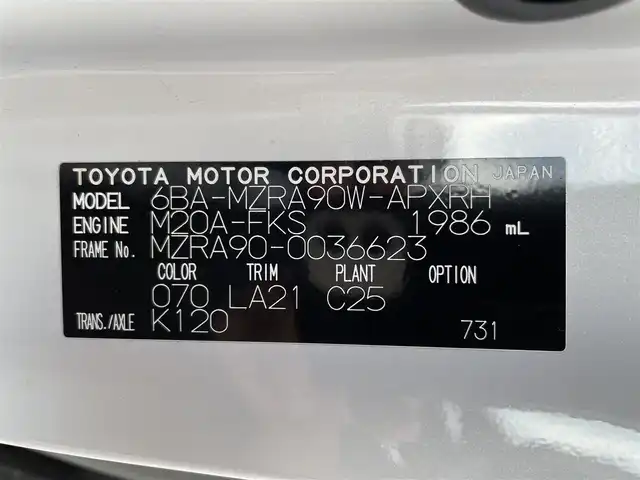 TOYOTA MOTOR CORPORATION JAPAN
MODEL 6BA-MZRA90W-APXRH
ENGINE M20A-FKS 1986 mL
FRAME No. MZRA90-0036623
COLOR TRIM PLANT OPTION
070 LA21 C25
TRANS./AXLE K120 731